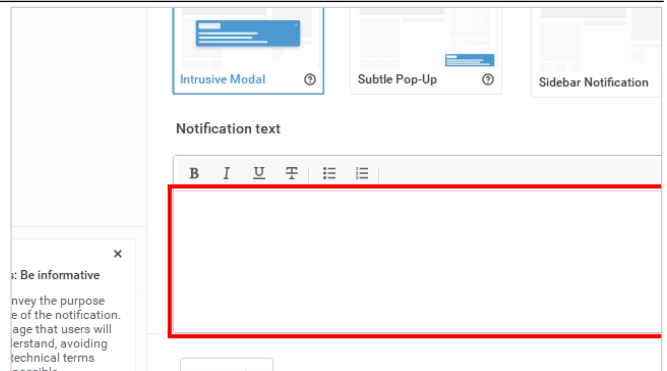 Intrusive Modal
Subtle Pop-Up
Sidebar Notification
Notification text
B I U T
s: Be informative
nvey the purpose
e of the notification.
age that users will
lerstand, avoiding
technical terms